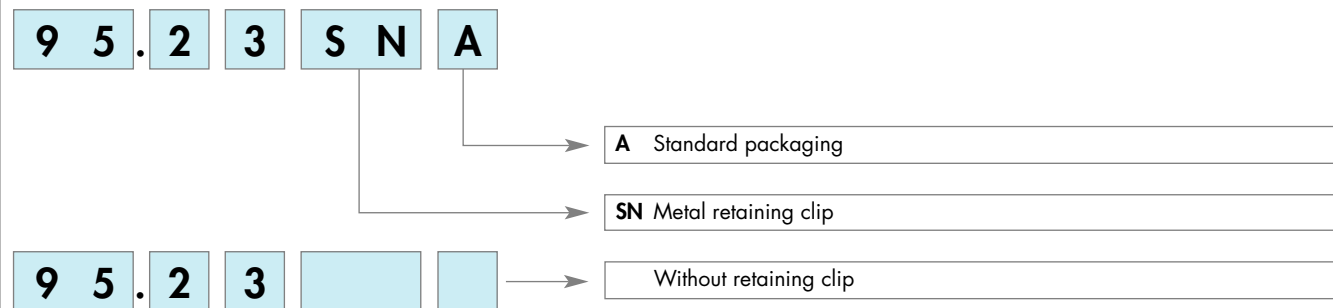 9 5 . 2 3 S N A
A Standard packaging
SN Metal retaining clip
9 5 . 2 3
Without retaining clip